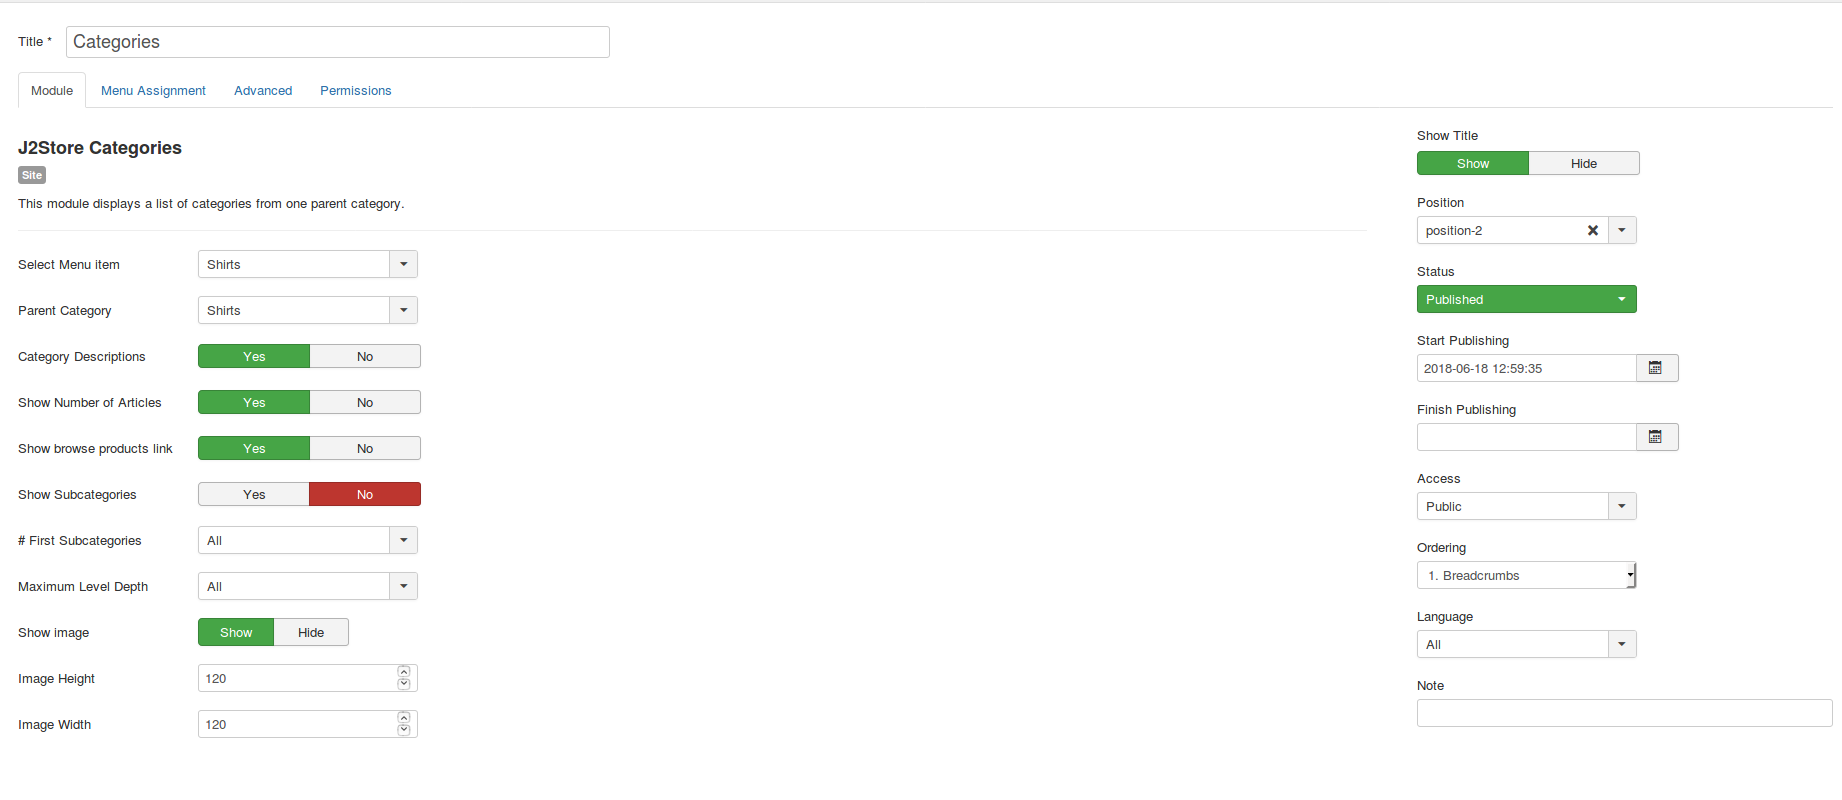 Title *
Categories
Module
Menu Assignment
Advanced
Permissions
J2Store Categories
Site
This module displays a list of categories from one parent category.
Select Menu item
Shirts
Parent Category
Shirts
Category Descriptions
Yes
No
Show Number of Articles
Yes
No
Show browse products link
Yes
No
Show Subcategories
Yes
No
# First Subcategories
All
Maximum Level Depth
All
Show image
Show
Hide
Image Height
120
Image Width
120
Show Title
Show
Hide
Position
position-2
Status
Published
Start Publishing
2018-06-18 12:59:35
Finish Publishing
Access
Public
Ordering
1. Breadcrumbs
Language
All
Note